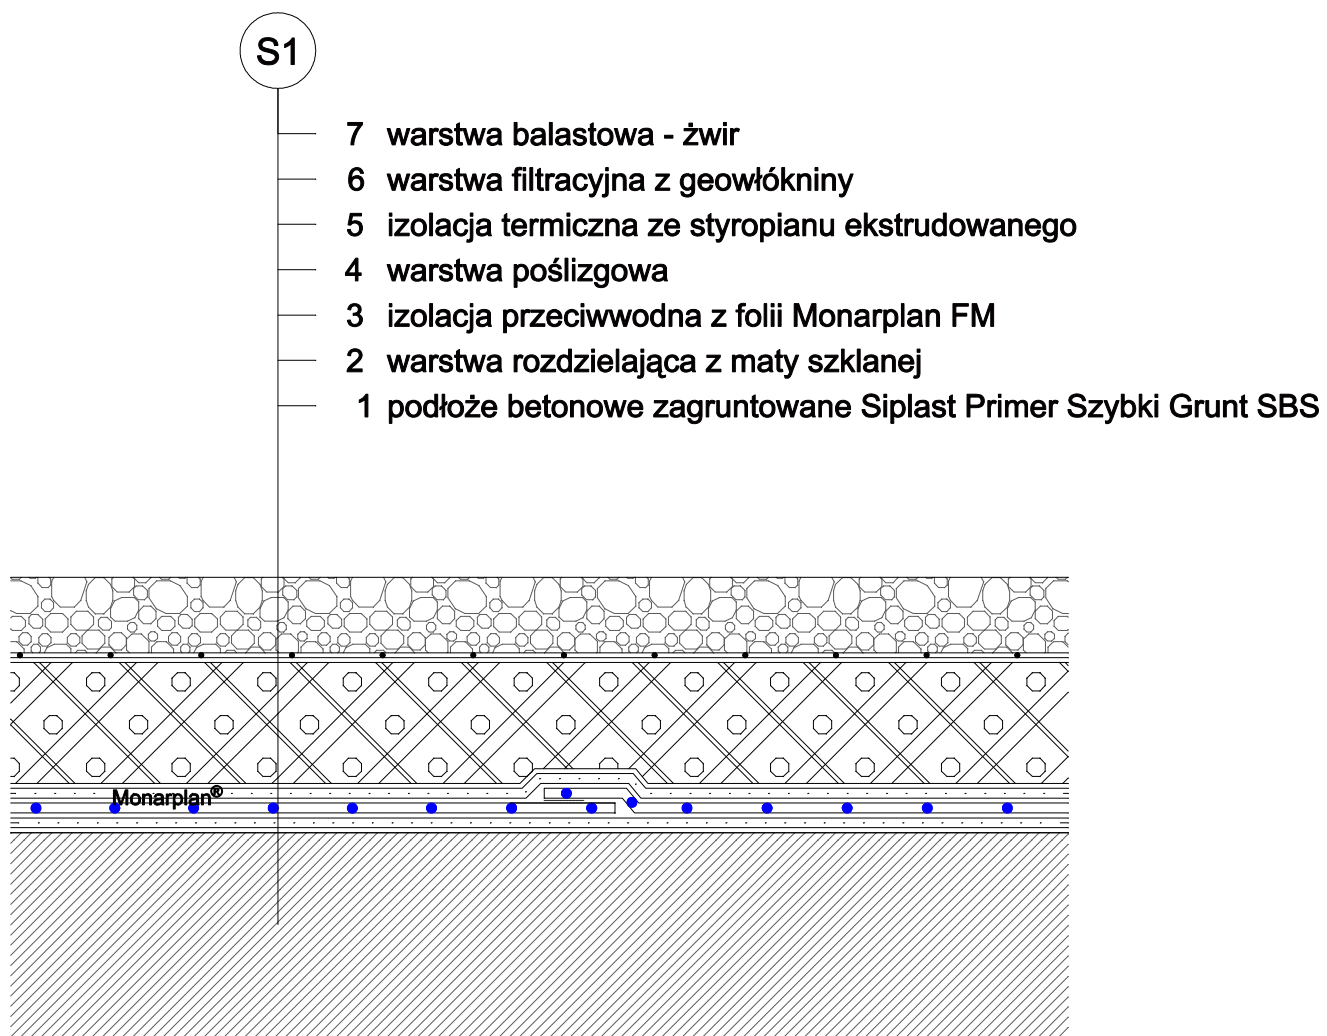 S1
7 warstwa balastowa - żwir
6 warstwa filtracyjna z geowłókniny
5 izolacja termiczna ze styropianu ekstrudowanego
4 warstwa poślizgowa
3 izolacja przeciwwodna z folii Monarplan FM
2 warstwa rozdzielająca z maty szklanej
1 podłoże betonowe zagruntowane Siplast Primer Szybki Grunt SBS
Monarplan®